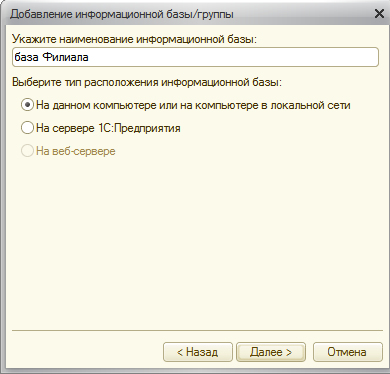 Добавление информационной базы/группы
Укажите наименование информационной базы:
база Филиала
Выберите тип расположения информационной базы:
На данном компьютере или на компьютере в локальной сети
На сервере 1С:Предприятия
На веб-сервере
< Назад Далее > Отмена